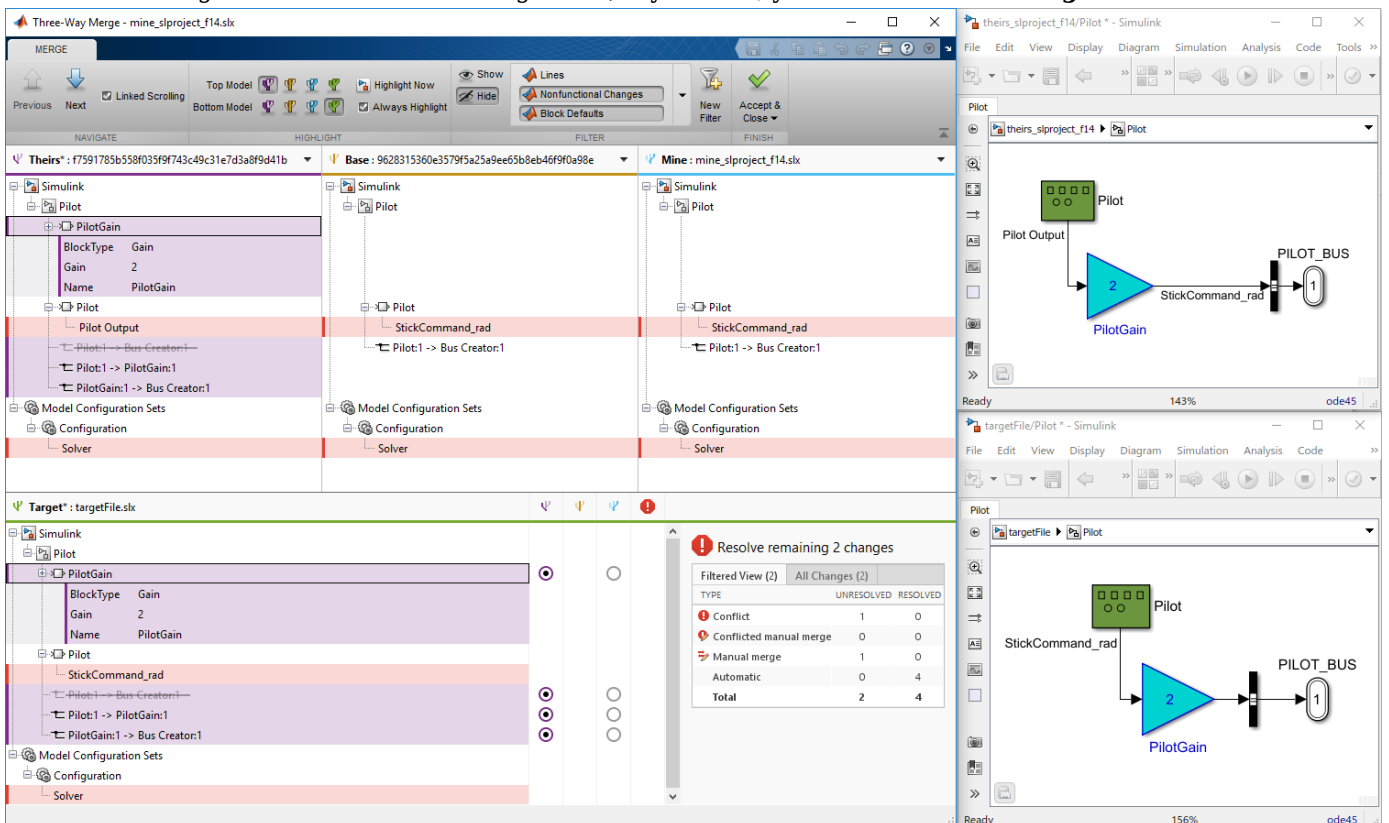 Three-Way Merge - mine_slproject_f14.slx
MERGE
Previous
Next
Linked Scrolling
NAVIGATE
Top Model
Bottom Model
Highlight Now
Always Highlight
HIGHLIGHT
Show
Hide
Lines
Nonfunctional Changes
Block Defaults
FILTER
New Filter
Accept & Close
FINISH
Theirs* : f7591785b558f035f9f743c49c31e7d3a8f9d41b
Base : 9628315360e3579f5a25a9ee65b8eb46f9f0a98e
Mine : mine_slproject_f14.slx
Simulink
Pilot
PilotGain
BlockType Gain
Gain 2
Name PilotGain
Pilot
Pilot Output
Pilot:1 -> Bus Creator:1
Pilot:1 -> PilotGain:1
PilotGain:1 -> Bus Creator:1
Model Configuration Sets
Configuration
Solver
Simulink
Pilot
Pilot
StickCommand_rad
Pilot:1 -> Bus Creator:1
Model Configuration Sets
Configuration
Solver
Simulink
Pilot
Pilot
StickCommand_rad
Pilot:1 -> Bus Creator:1
Model Configuration Sets
Configuration
Solver
Target* : targetFile.slx
Simulink
Pilot
PilotGain
BlockType Gain
Gain 2
Name PilotGain
Pilot
StickCommand_rad
Pilot:1 -> Bus Creator:1
Pilot:1 -> PilotGain:1
PilotGain:1 -> Bus Creator:1
Model Configuration Sets
Configuration
Solver
Resolve remaining 2 changes
Filtered View (2) All Changes (2)
TYPE UNRESOLVED RESOLVED
Conflict 1 0
Conflicted manual merge 0 0
Manual merge 1 0
Automatic 0 4
Total 2 4
theirs_slproject_f14/Pilot * - Simulink
File Edit View Display Diagram Simulation Analysis Code Tools »
Pilot
theirs_slproject_f14 Pilot
Pilot
Pilot Output
PILOT_BUS
2
StickCommand_rad
1
PilotGain
Ready 143% ode45
targetFile/Pilot * - Simulink
File Edit View Display Diagram Simulation Analysis Code »
Pilot
targetFile Pilot
Pilot
StickCommand_rad
PILOT_BUS
2
1
PilotGain
Ready 156% ode45